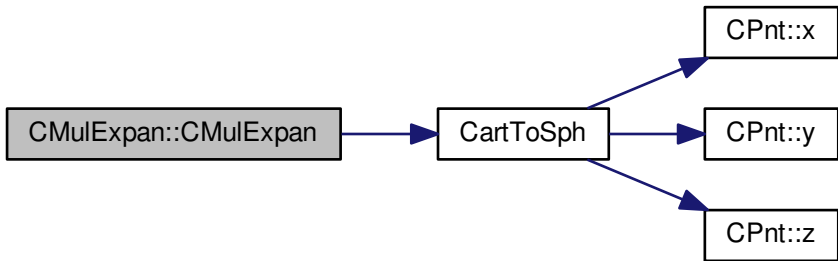 CMulExpan::CMulExpan
CartToSph
CPnt::x
CPnt::y
CPnt::z